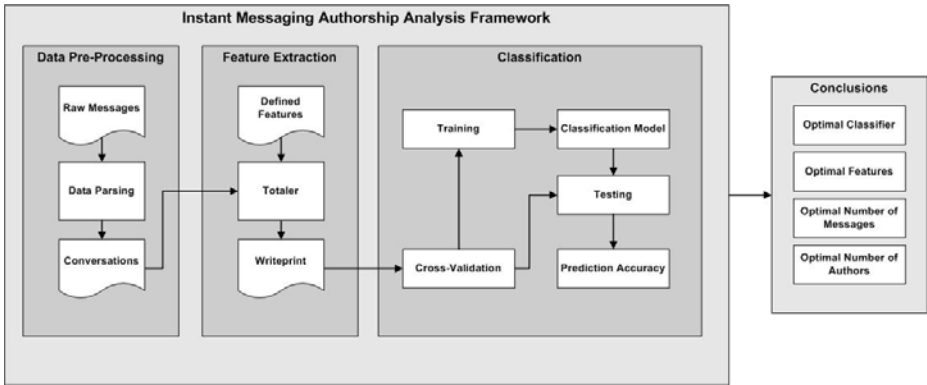 Instant Messaging Authorship Analysis Framework
Data Pre-Processing
Raw Messages
Data Parsing
Conversations
Feature Extraction
Defined
Features
Totaler
Writeprint
Classification
Training
Classification Model
Testing
Cross-Validation
Prediction Accuracy
Conclusions
Optimal Classifier
Optimal Features
Optimal Number of
Messages
Optimal Number of
Authors